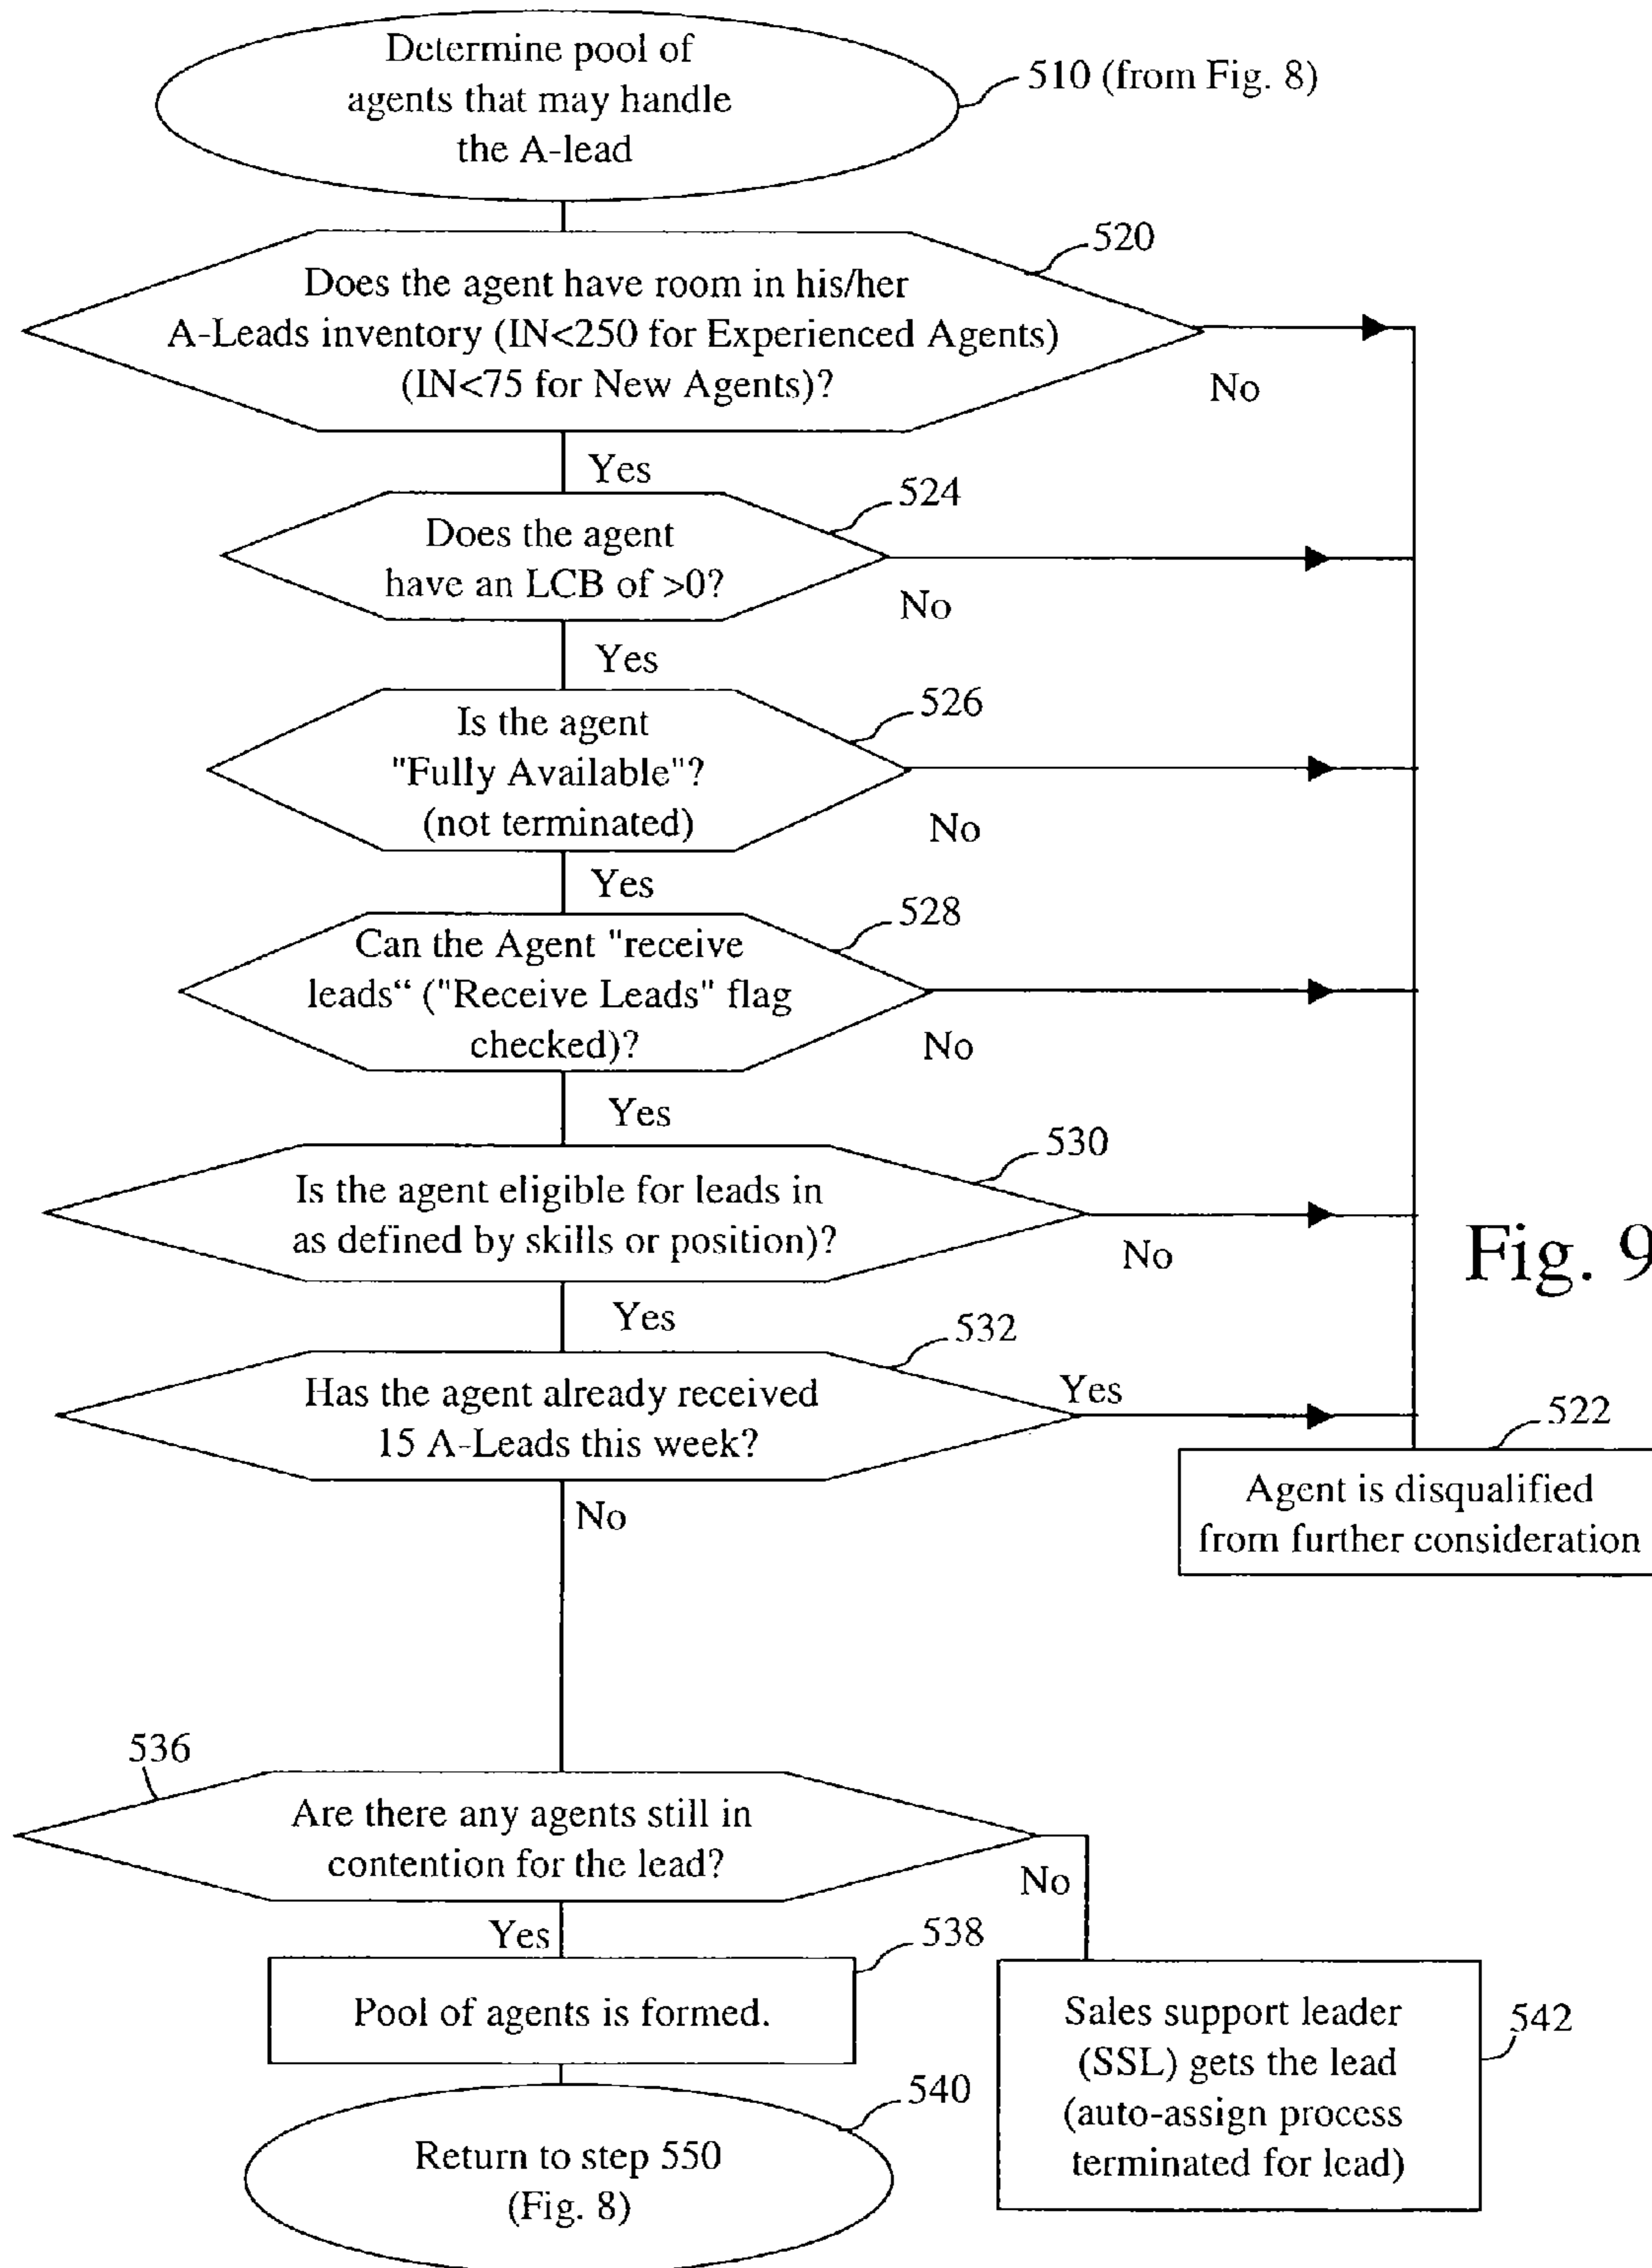 Determine pool of
agents that may handle
the A-lead
510 (from Fig. 8)
520
Does the agent have room in his/her
A-Leads inventory (IN<250 for Experienced Agents)
(IN<75 for New Agents)?
No
Yes
524
Does the agent
have an LCB of >0?
No
Yes
526
Is the agent
"Fully Available"?
(not terminated)
No
Yes
528
Can the Agent "receive
leads“ ("Receive Leads" flag
checked)?
No
Yes
530
Is the agent eligible for leads in
as defined by skills or position)?
No
Fig. 9
Yes
532
Has the agent already received
15 A-Leads this week?
Yes
522
Agent is disqualified
from further consideration
No
536
Are there any agents still in
contention for the lead?
No
Yes
538
Pool of agents is formed.
Sales support leader
(SSL) gets the lead
(auto-assign process
terminated for lead)
542
540
Return to step 550
(Fig. 8)